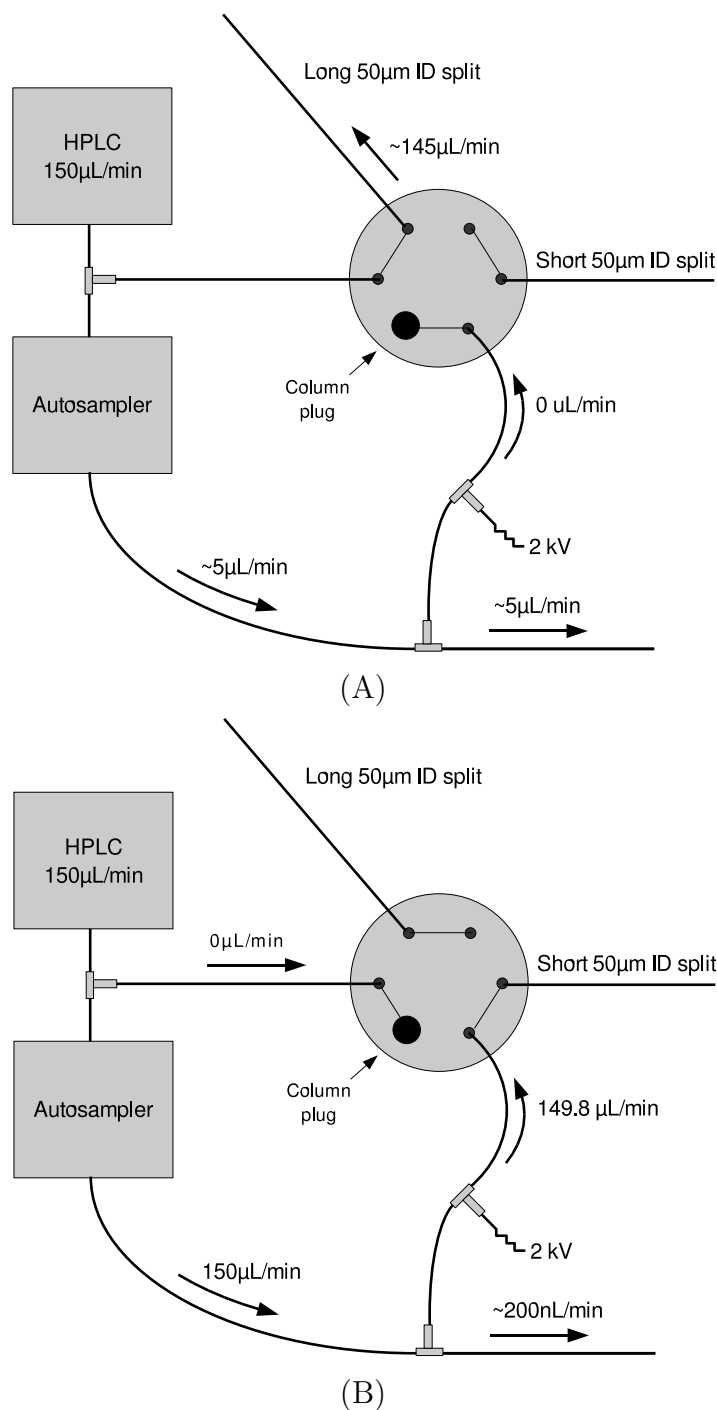 Long 50µm ID split
HPLC
150µL/min
~145µL/min
Short 50µm ID split
Autosampler
Column
plug
0 uL/min
2 kV
~5µL/min
~5µL/min
(A)
Long 50µm ID split
HPLC
150µL/min
0µL/min
Short 50µm ID split
Autosampler
Column
plug
149.8 µL/min
2 kV
150µL/min
~200nL/min
(B)